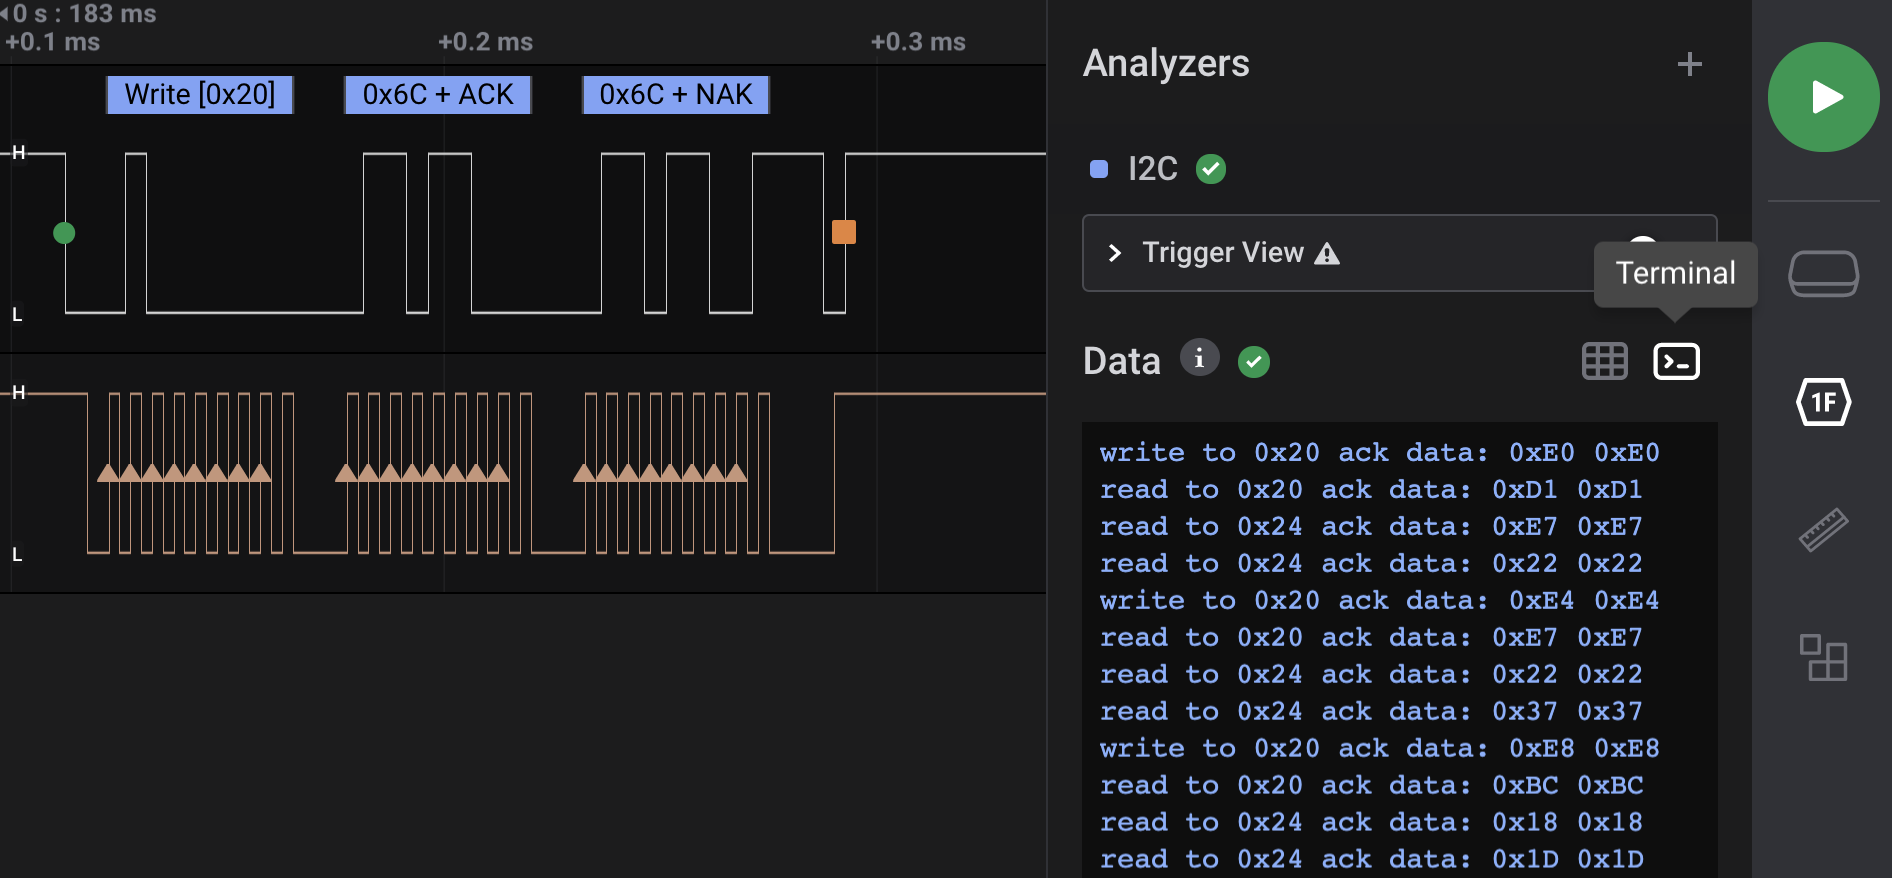 0 s : 183 ms
+0.1 ms +0.2 ms +0.3 ms
Write [0x20] 0x6C + ACK 0x6C + NAK
H
L
H
L
Analyzers
I2C
Trigger View
Terminal
Data i
1F
write to 0x20 ack data: 0xE0 0xE0
read to 0x20 ack data: 0xD1 0xD1
read to 0x24 ack data: 0xE7 0xE7
read to 0x24 ack data: 0x22 0x22
write to 0x20 ack data: 0xE4 0xE4
read to 0x20 ack data: 0xE7 0xE7
read to 0x24 ack data: 0x22 0x22
read to 0x24 ack data: 0x37 0x37
write to 0x20 ack data: 0xE8 0xE8
read to 0x20 ack data: 0xBC 0xBC
read to 0x24 ack data: 0x18 0x18
read to 0x24 ack data: 0x1D 0x1D